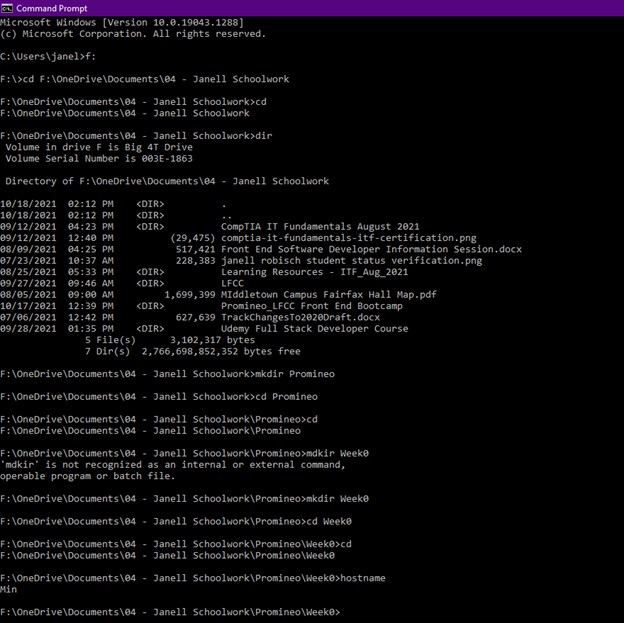 Command Prompt
Microsoft Windows [Version 10.0.19043.1288]
(c) Microsoft Corporation. All rights reserved.
C:\Users\janel>f:
F:\>cd F:\OneDrive\Documents\04 - Janell Schoolwork
F:\OneDrive\Documents\04 - Janell Schoolwork>cd
F:\OneDrive\Documents\04 - Janell Schoolwork
F:\OneDrive\Documents\04 - Janell Schoolwork>dir
Volume in drive F is Big 4T Drive
Volume Serial Number is 003E-1863
Directory of F:\OneDrive\Documents\04 - Janell Schoolwork
10/18/2021 02:12 PM <DIR> .
10/18/2021 02:12 PM <DIR> ..
09/12/2021 04:23 PM <DIR> CompTIA IT Fundamentals August 2021
09/12/2021 12:40 PM (29,475) comptia-it-fundamentals-itf-certification.png
08/09/2021 04:25 PM 517,421 Front End Software Developer Information Session.docx
07/23/2021 10:37 AM 228,383 janell robisch student status verification.png
08/25/2021 05:33 PM <DIR> Learning Resources - ITF_Aug_2021
09/27/2021 09:46 AM <DIR> LFCC
08/05/2021 09:00 AM 1,699,399 MIddletown Campus Fairfax Hall Map.pdf
10/17/2021 12:39 PM <DIR> Promineo_LFCC Front End Bootcamp
07/06/2021 12:42 PM 627,639 TrackChangesTo2020Draft.docx
09/28/2021 01:35 PM <DIR> Udemy Full Stack Developer Course
5 File(s) 3,102,317 bytes
7 Dir(s) 2,766,698,852,352 bytes free
F:\OneDrive\Documents\04 - Janell Schoolwork>mkdir Promineo
F:\OneDrive\Documents\04 - Janell Schoolwork>cd Promineo
F:\OneDrive\Documents\04 - Janell Schoolwork\Promineo>cd
F:\OneDrive\Documents\04 - Janell Schoolwork\Promineo
F:\OneDrive\Documents\04 - Janell Schoolwork\Promineo>mdkir Week0
'mdkir' is not recognized as an internal or external command,
operable program or batch file.
F:\OneDrive\Documents\04 - Janell Schoolwork\Promineo>mkdir Week0
F:\OneDrive\Documents\04 - Janell Schoolwork\Promineo>cd Week0
F:\OneDrive\Documents\04 - Janell Schoolwork\Promineo\Week0>cd
F:\OneDrive\Documents\04 - Janell Schoolwork\Promineo\Week0
F:\OneDrive\Documents\04 - Janell Schoolwork\Promineo\Week0>hostname
Min
F:\OneDrive\Documents\04 - Janell Schoolwork\Promineo\Week0>